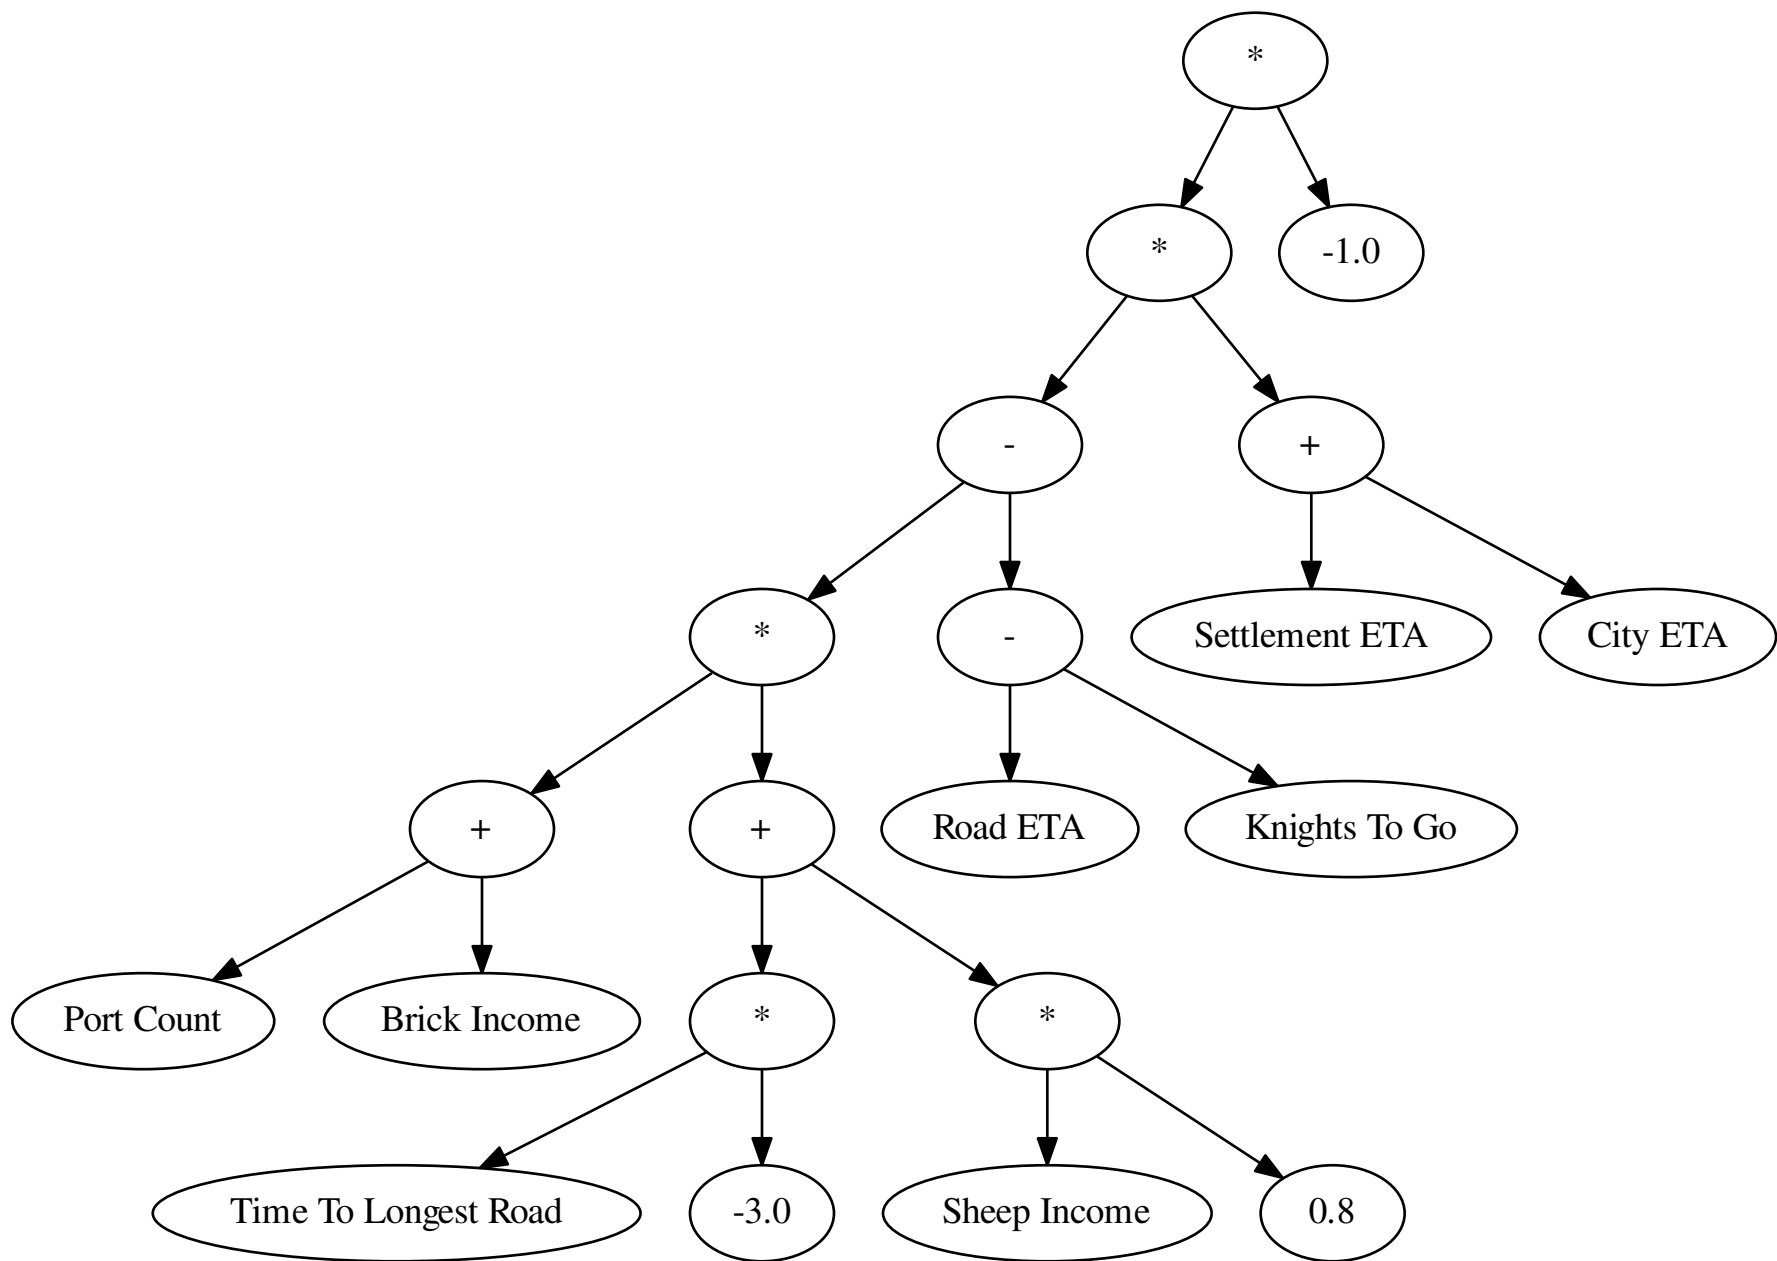 *
*
-1.0
-
+
*
-
Settlement ETA
City ETA
+
+
Road ETA
Knights To Go
Port Count
Brick Income
*
*
Time To Longest Road
-3.0
Sheep Income
0.8